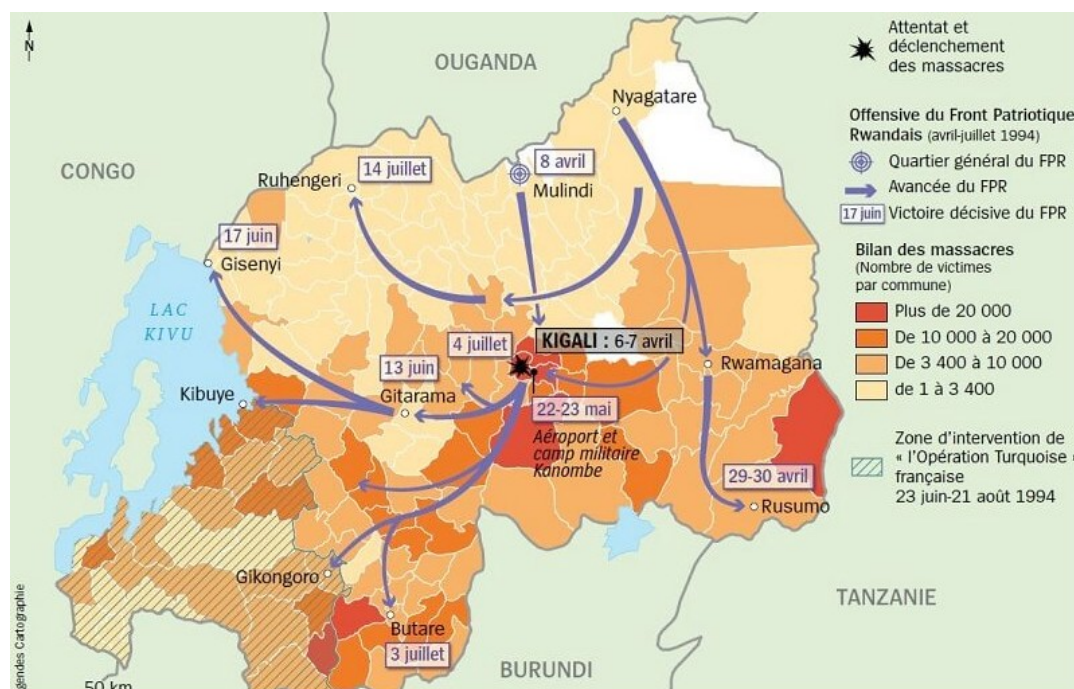 N
OUGANDA
CONGO
Nyagatare
14 juillet
Ruhengeri
8 avril
Mulindi
17 juin
Gisenyi
LAC
KIVU
KIGALI : 6-7 avril
4 juillet
13 juin
Gitarama
Kibuye
Rwamagana
22-23 mai
Aéroport et
camp militaire
Kanombe
29-30 avril
Rusumo
Gikongoro
Butare
3 juillet
TANZANIE
BURUNDI
50 km
gendes Cartographie
Attentat et
déclenchement
des massacres
Offensive du Front Patriotique
Rwandais (avril-juillet 1994)
Quartier général du FPR
Avancée du FPR
17 juin Victoire décisive du FPR
Bilan des massacres
(Nombre de victimes
par commune)
Plus de 20 000
De 10 000 à 20 000
De 3 400 à 10 000
de 1 à 3 400
Zone d'intervention de
« l'Opération Turquoise »
française
23 juin-21 août 1994